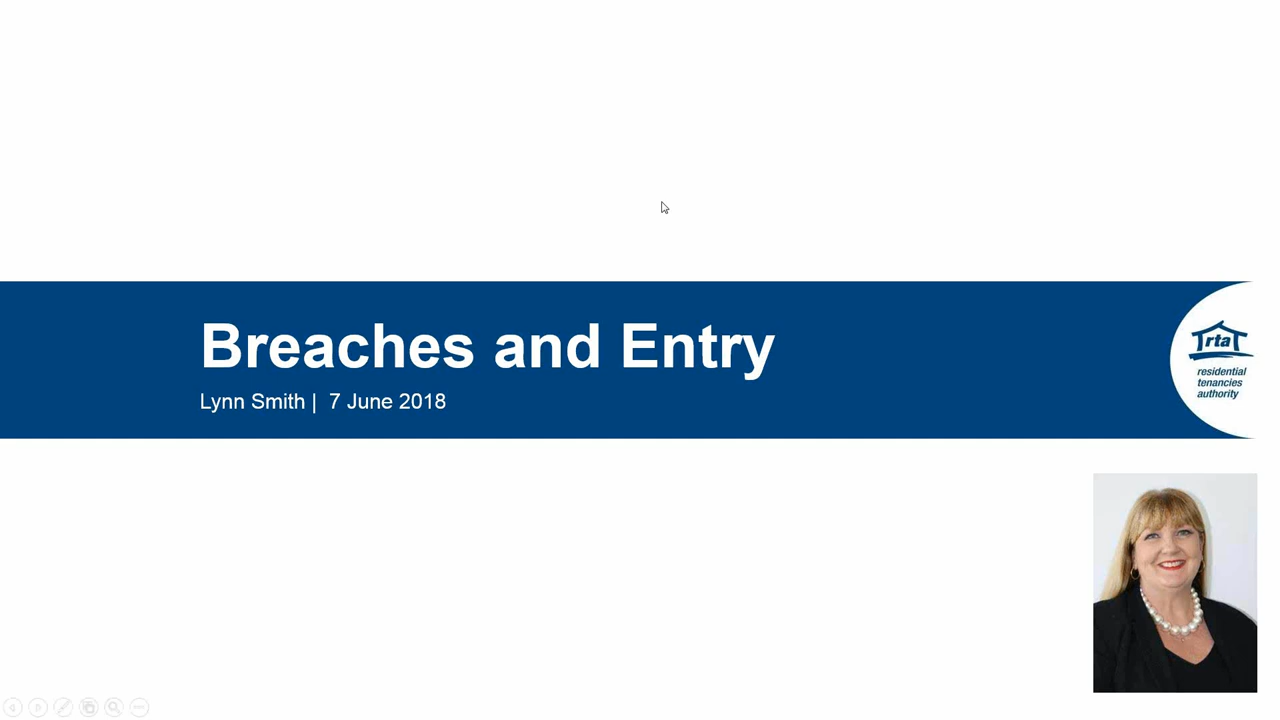 Breaches and Entry
Lynn Smith | 7 June 2018
rta
residential
tenancies
authority